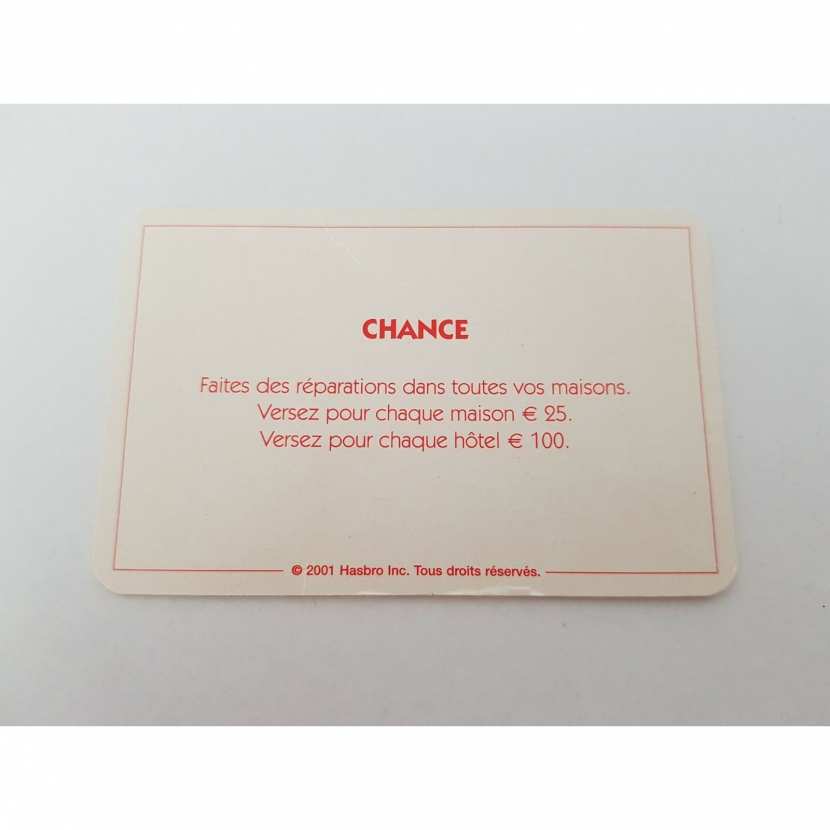 CHANCE
Faites des réparations dans toutes vos maisons.
Versez pour chaque maison € 25.
Versez pour chaque hôtel € 100.
© 2001 Hasbro Inc. Tous droits réservés.